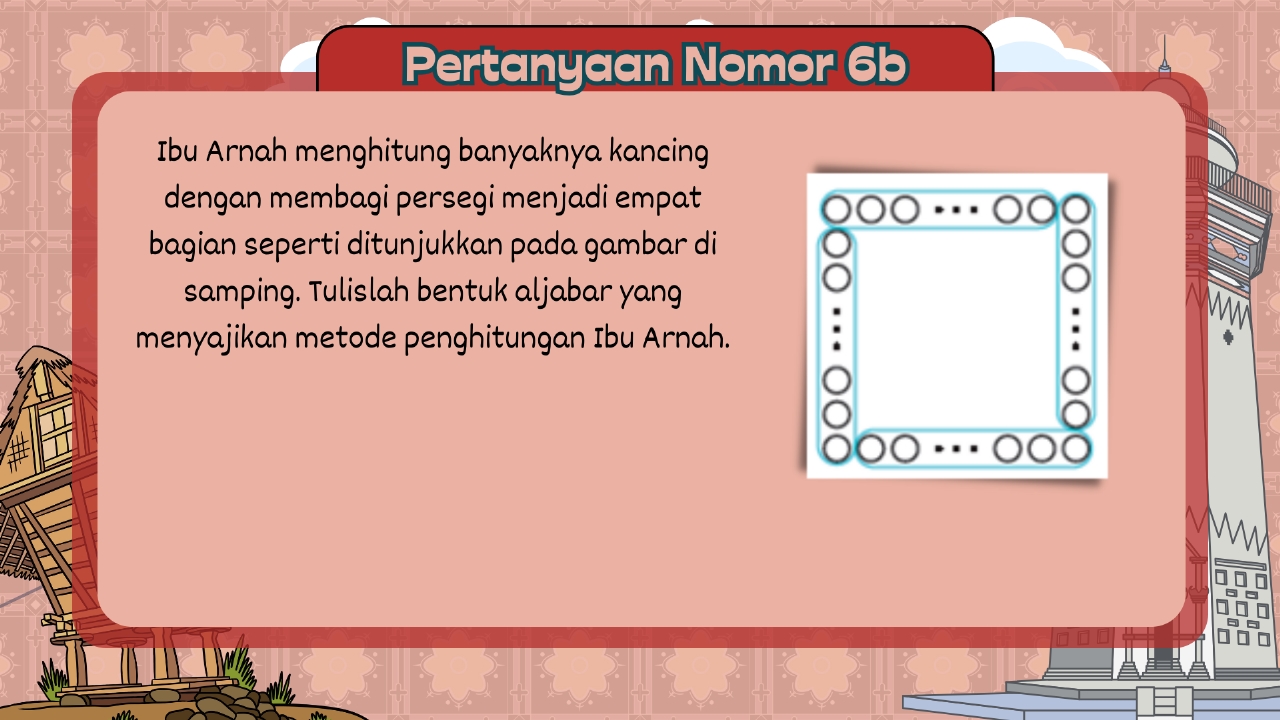 Pertanyaan Nomor 6b
Ibu Arnah menghitung banyaknya kancing
dengan membagi persegi menjadi empat
bagian seperti ditunjukkan pada gambar di
samping. Tulislah bentuk aljabar yang
menyajikan metode penghitungan Ibu Arnah.